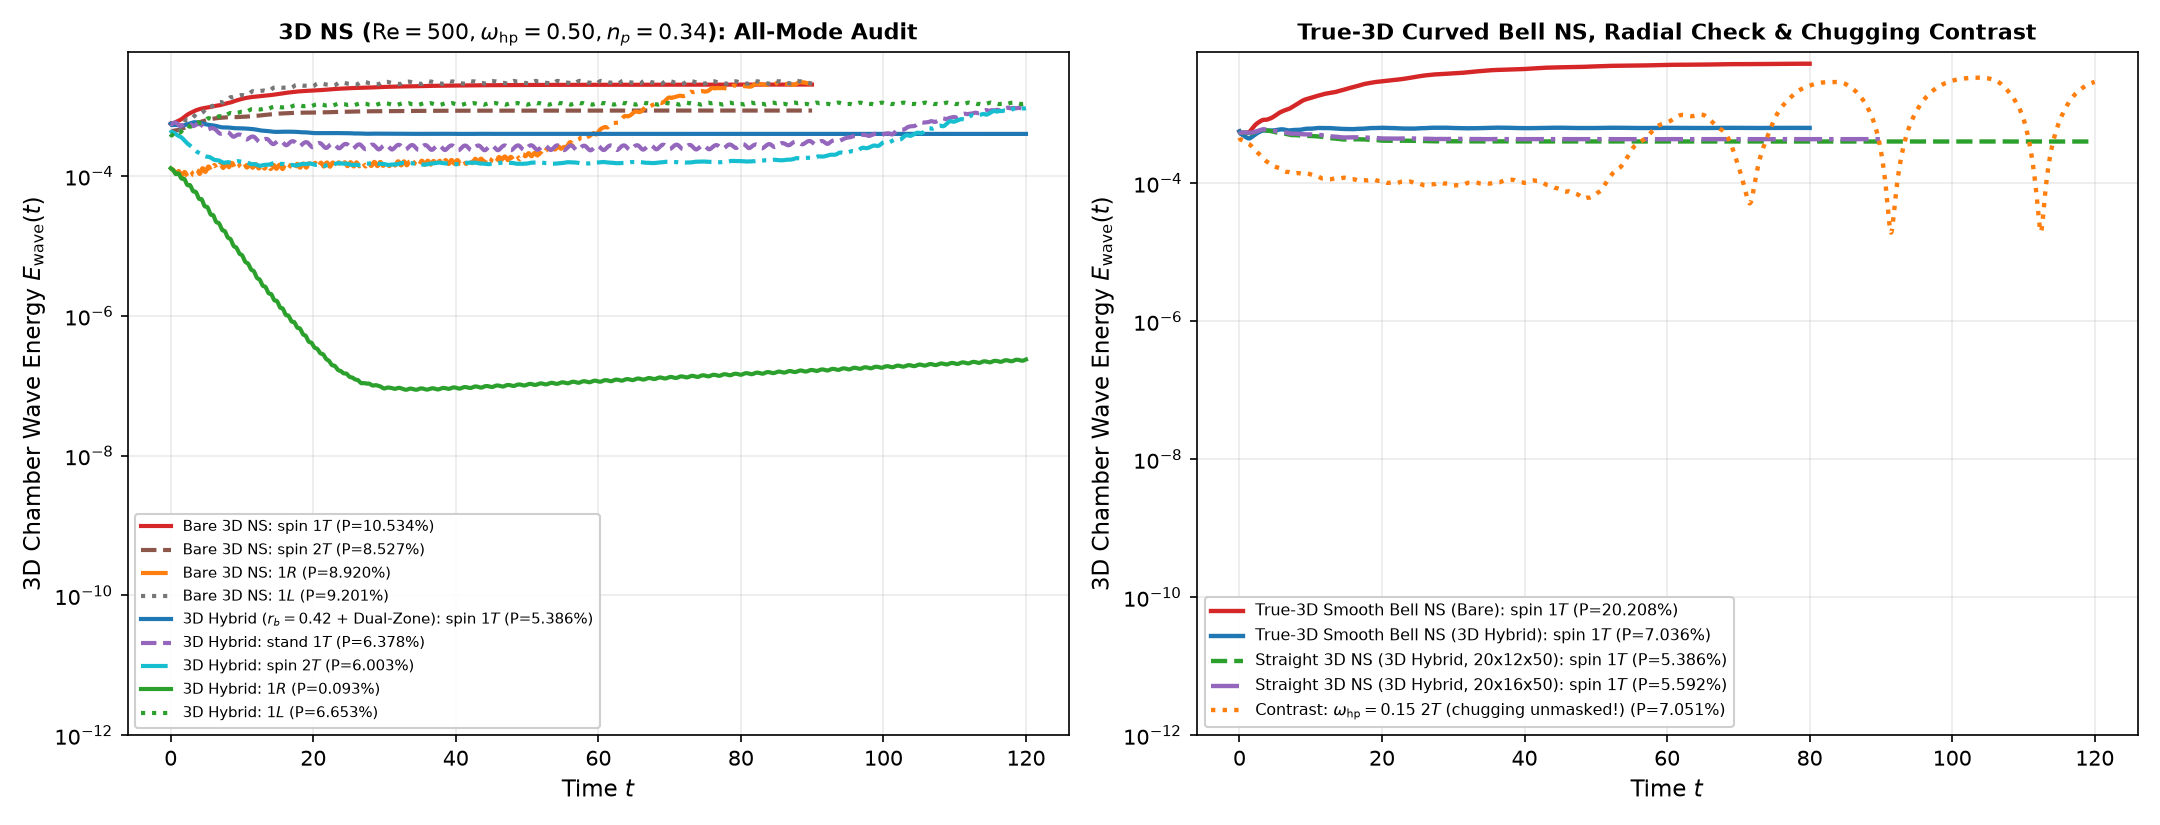 3D NS (Re = 500, ω_hp = 0.50, n_p = 0.34): All-Mode Audit
3D Chamber Wave Energy E_wave(t)
10⁻⁴
10⁻⁶
10⁻⁸
10⁻¹⁰
10⁻¹²
Bare 3D NS: spin 1T (P=10.534%)
Bare 3D NS: spin 2T (P=8.527%)
Bare 3D NS: 1R (P=8.920%)
Bare 3D NS: 1L (P=9.201%)
3D Hybrid (r_b = 0.42 + Dual-Zone): spin 1T (P=5.386%)
3D Hybrid: stand 1T (P=6.378%)
3D Hybrid: spin 2T (P=6.003%)
3D Hybrid: 1R (P=0.093%)
3D Hybrid: 1L (P=6.653%)
0 20 40 60 80 100 120
Time t
True-3D Curved Bell NS, Radial Check & Chugging Contrast
3D Chamber Wave Energy E_wave(t)
10⁻⁴
10⁻⁶
10⁻⁸
10⁻¹⁰
10⁻¹²
True-3D Smooth Bell NS (Bare): spin 1T (P=20.208%)
True-3D Smooth Bell NS (3D Hybrid): spin 1T (P=7.036%)
Straight 3D NS (3D Hybrid, 20x12x50): spin 1T (P=5.386%)
Straight 3D NS (3D Hybrid, 20x16x50): spin 1T (P=5.592%)
Contrast: ω_hp = 0.15 2T (chugging unmasked!) (P=7.051%)
0 20 40 60 80 100 120
Time t